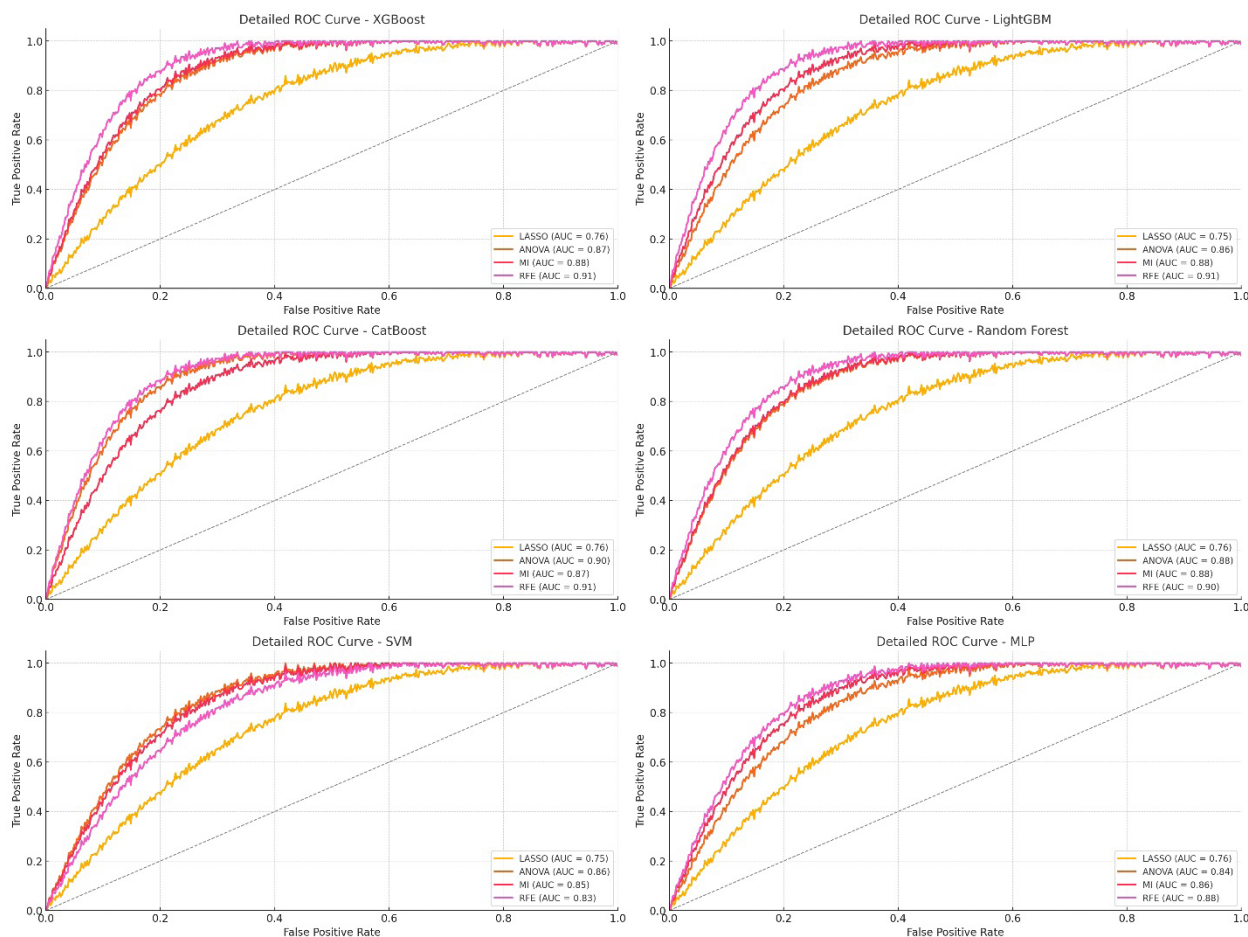 Detailed ROC Curve - XGBoost
True Positive Rate
1.0
0.8
0.6
0.4
0.2
0.0
LASSO (AUC = 0.76)
ANOVA (AUC = 0.87)
MI (AUC = 0.88)
RFE (AUC = 0.91)
0.0 0.2 0.4 0.6 0.8 1.0
False Positive Rate
Detailed ROC Curve - LightGBM
True Positive Rate
1.0
0.8
0.6
0.4
0.2
0.0
LASSO (AUC = 0.75)
ANOVA (AUC = 0.86)
MI (AUC = 0.88)
RFE (AUC = 0.91)
0.0 0.2 0.4 0.6 0.8 1.0
False Positive Rate
Detailed ROC Curve - CatBoost
True Positive Rate
1.0
0.8
0.6
0.4
0.2
0.0
LASSO (AUC = 0.76)
ANOVA (AUC = 0.90)
MI (AUC = 0.87)
RFE (AUC = 0.91)
0.0 0.2 0.4 0.6 0.8 1.0
False Positive Rate
Detailed ROC Curve - Random Forest
True Positive Rate
1.0
0.8
0.6
0.4
0.2
0.0
LASSO (AUC = 0.76)
ANOVA (AUC = 0.88)
MI (AUC = 0.88)
RFE (AUC = 0.90)
0.0 0.2 0.4 0.6 0.8 1.0
False Positive Rate
Detailed ROC Curve - SVM
True Positive Rate
1.0
0.8
0.6
0.4
0.2
0.0
LASSO (AUC = 0.75)
ANOVA (AUC = 0.86)
MI (AUC = 0.85)
RFE (AUC = 0.83)
0.0 0.2 0.4 0.6 0.8 1.0
False Positive Rate
Detailed ROC Curve - MLP
True Positive Rate
1.0
0.8
0.6
0.4
0.2
0.0
LASSO (AUC = 0.76)
ANOVA (AUC = 0.84)
MI (AUC = 0.86)
RFE (AUC = 0.88)
0.0 0.2 0.4 0.6 0.8 1.0
False Positive Rate